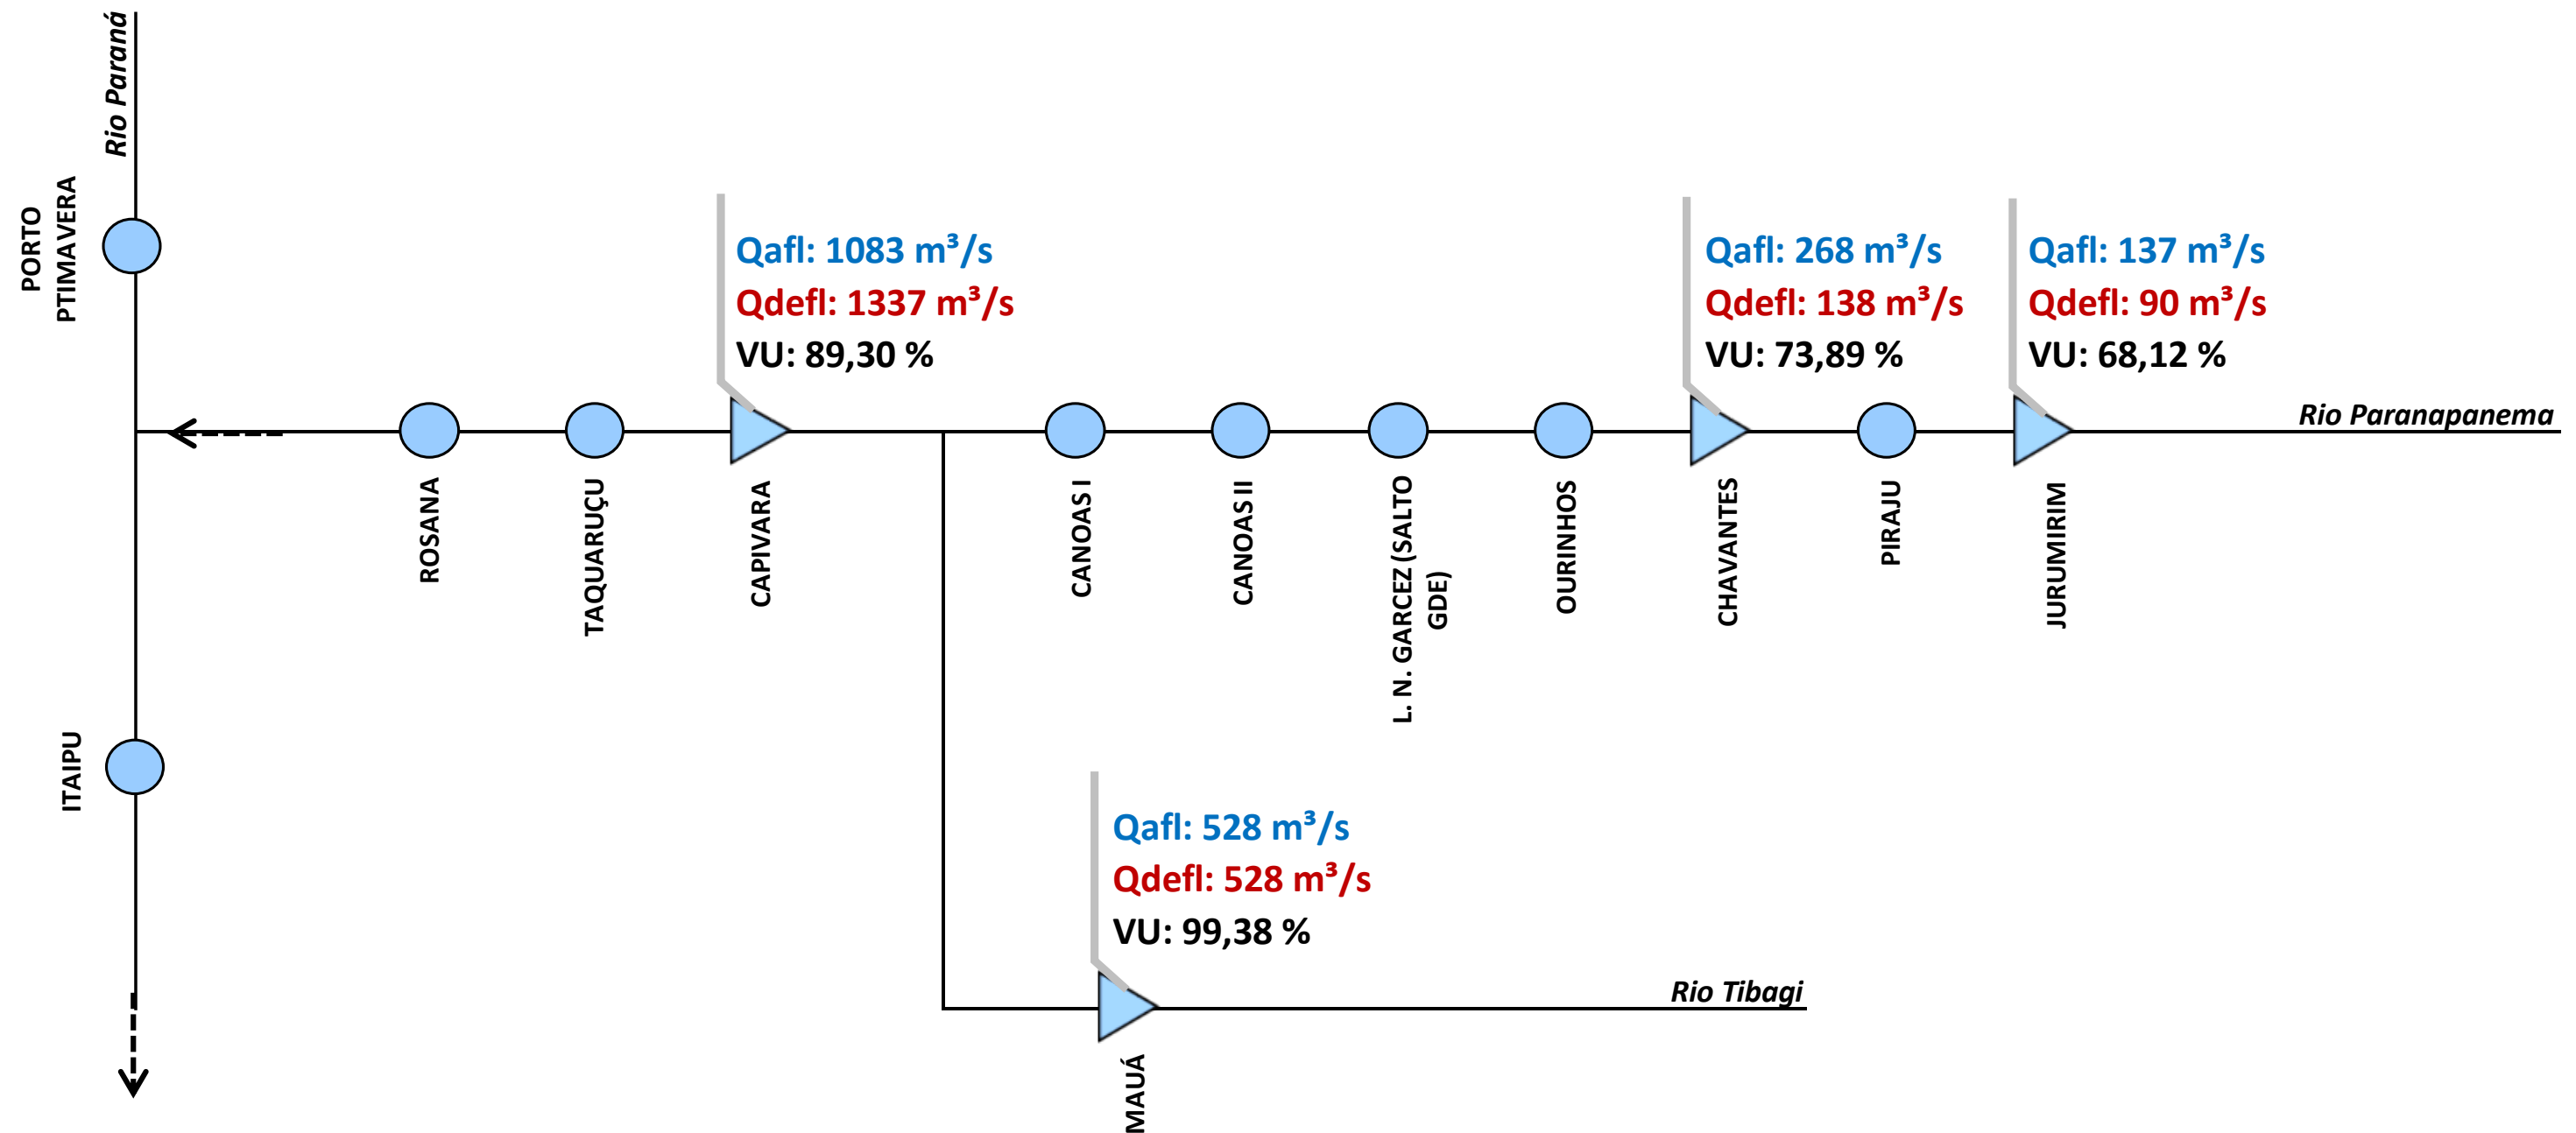 Rio Paraná
PORTO
PTIMAVERA
Qafl: 1083 m³/s
Qdefl: 1337 m³/s
VU: 89,30 %
Qafl: 268 m³/s
Qdefl: 138 m³/s
VU: 73,89 %
Qafl: 137 m³/s
Qdefl: 90 m³/s
VU: 68,12 %
Rio Paranapanema
ROSANA
TAQUARUÇU
CAPIVARA
CANOAS I
CANOAS II
L. N. GARCEZ (SALTO
GDE)
OURINHOS
CHAVANTES
PIRAJU
JURUMIRIM
ITAIPU
Qafl: 528 m³/s
Qdefl: 528 m³/s
VU: 99,38 %
Rio Tibagi
MAUÁ